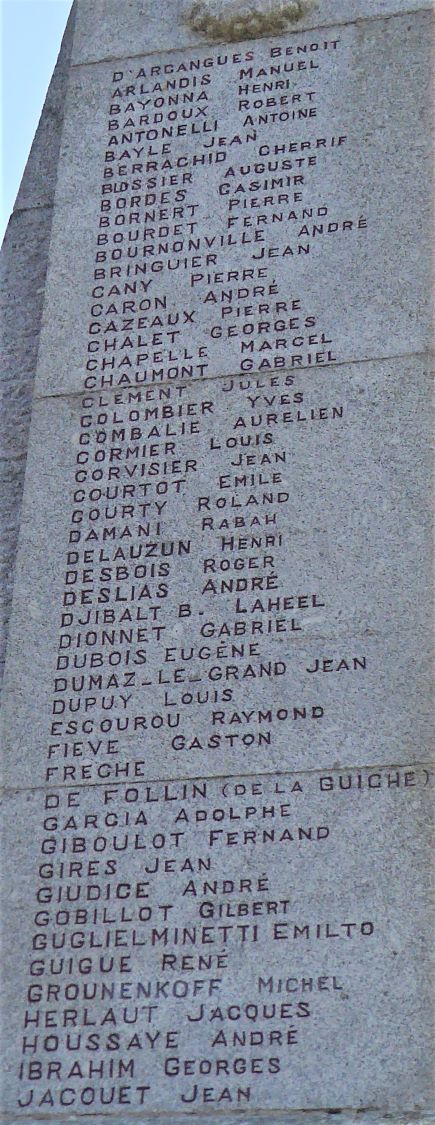 D'ARCANGUES BENOIT
ARLANDIS MANUEL
BAYONNA HENRI
BARDOUX ROBERT
ANTONELLI ANTOINE
BAYLE JEAN
BERRACHID CHERRIF
BLOSSIER AUGUSTE
BORDES CASIMIR
BORNERT PIERRE
BOURDET FERNAND
BOURNONVILLE ANDRÉ
BRINGUIER JEAN
CANY PIERRE
CARON ANDRÉ
CAZEAUX PIERRE
CHALET GEORGES
CHAPELLE MARCEL
CHAUMONT GABRIEL
CLEMENT JULES
COLOMBIER YVES
COMBALIE AURELIEN
CORMIER LOUIS
CORVISIER JEAN
COURTOT EMILE
COURTY ROLAND
DAMANI RABAH
DELAUZUN HENRI
DESBOIS ROGER
DESLIAS ANDRÉ
DJIBALT B. LAHEEL
DIONNET GABRIEL
DUBOIS EUGÈNE
DUMAZ-LE-GRAND JEAN
DUPUY LOUIS
ESCOUROU RAYMOND
FIEVE GASTON
FRECHE
DE FOLLIN (DE LA GUICHE)
GARCIA ADOLPHE
GIBOULOT FERNAND
GIRES JEAN
GIUDICE ANDRÉ
GOBILLOT GILBERT
GUGLIELMINETTI EMILTO
GUIGUE RENÉ
GROUNENKOFF MICHEL
HERLAUT JACQUES
HOUSSAYE ANDRÉ
IBRAHIM GEORGES
JACQUET JEAN